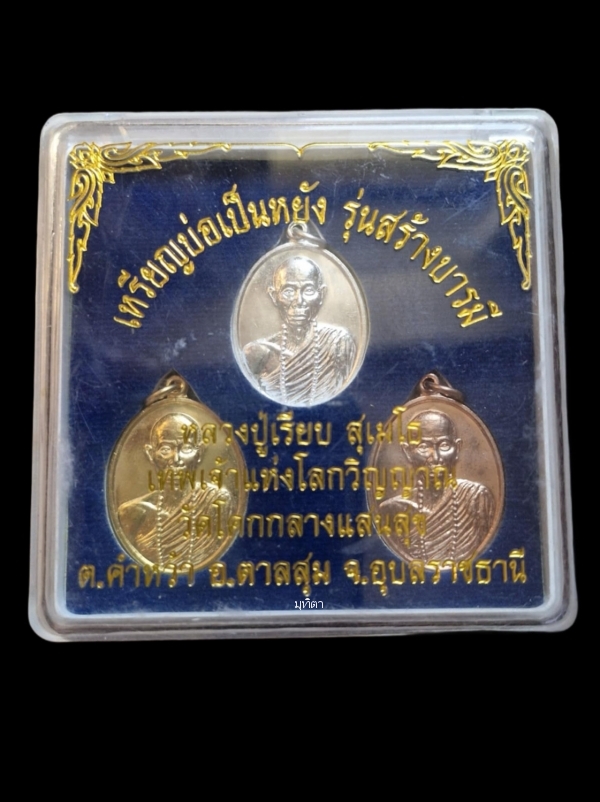 เหรียญบ่อเป็นหยัง รุ่นสร้างบารมี
หลวงปู่เรียบ สุเมโธ
เทพเจ้าแห่งโลกวิญญาณ
วัดโคกกลางแสนสุข
ต.คำหว้า อ.ตาลสุม จ.อุบลราชธานี
มุทิตา